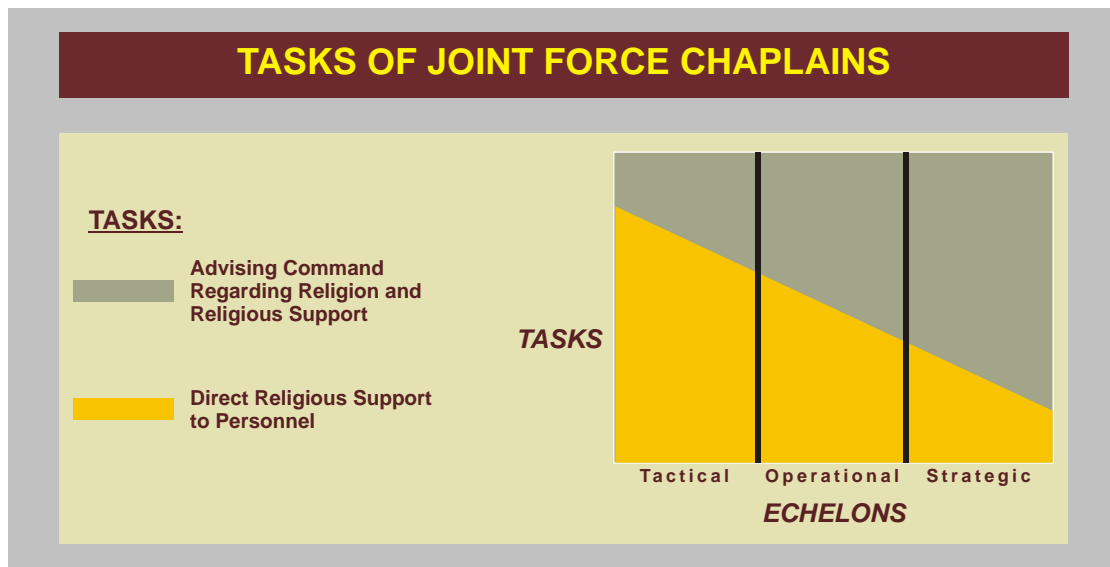 TASKS OF JOINT FORCE CHAPLAINS
TASKS:
Advising Command
Regarding Religion and
Religious Support
Direct Religious Support
to Personnel
TASKS
Tactical Operational Strategic
ECHELONS